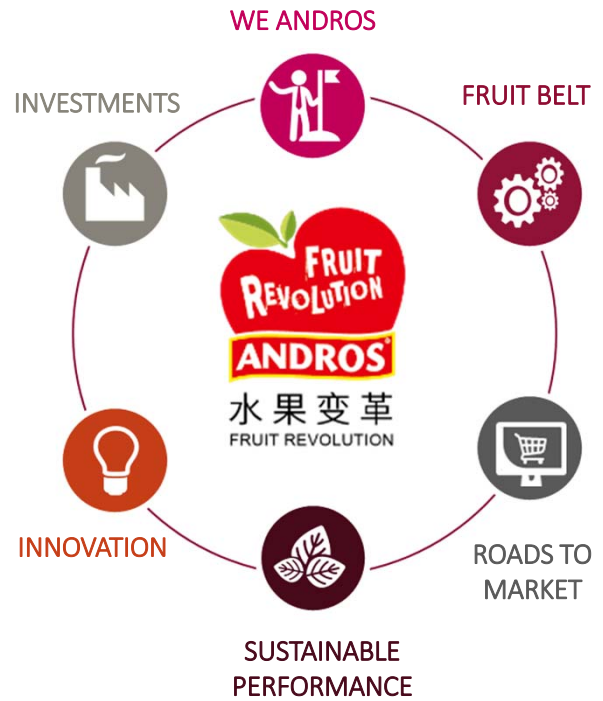 WE ANDROS
INVESTMENTS
FRUIT BELT
FRUIT
REVOLUTION
ANDROS
水果变革
FRUIT REVOLUTION
INNOVATION
ROADS TO
MARKET
SUSTAINABLE
PERFORMANCE